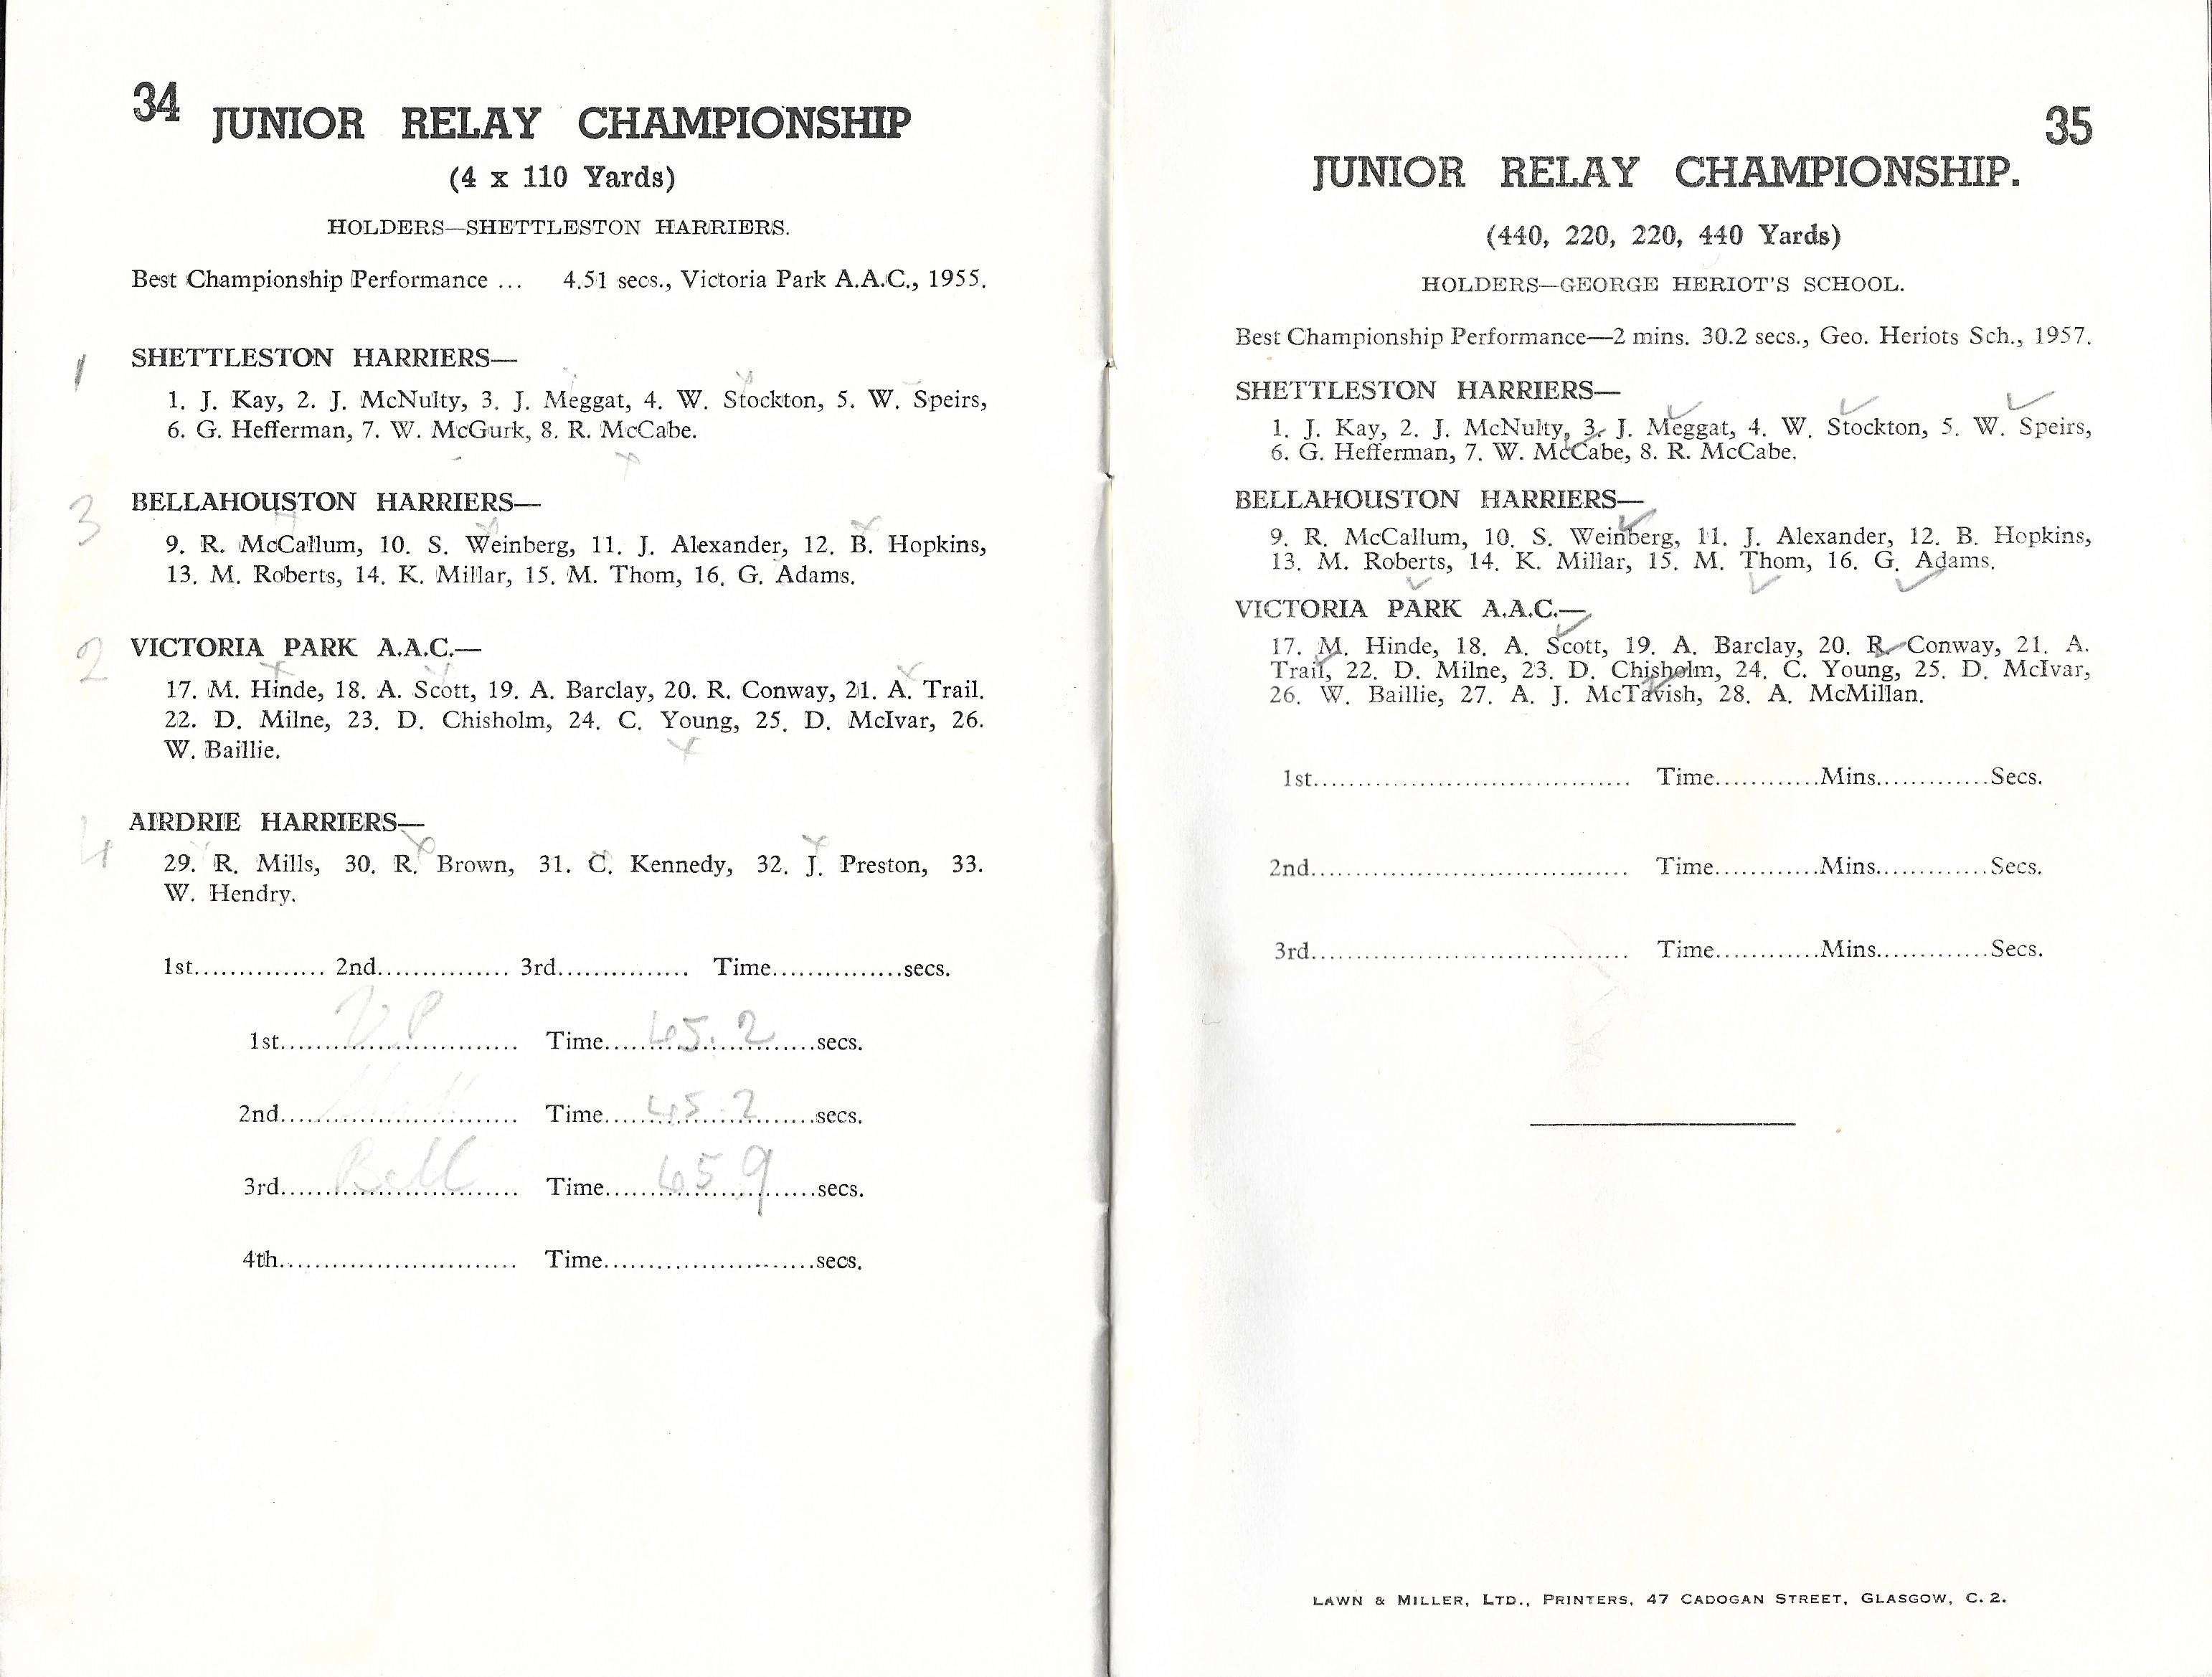 34 JUNIOR RELAY CHAMPIONSHIP
(4 x 110 Yards)
HOLDERS—SHETTLESTON HARRIERS.
Best Championship Performance ... 4.51 secs., Victoria Park A.A.C., 1955.
1 SHETTLESTON HARRIERS—
1. J. Kay, 2. J. McNulty, 3. J. Meggat, 4. W. Stockton, 5. W. Speirs,
6. G. Hefferman, 7. W. McGurk, 8. R. McCabe.
3 BELLAHOUSTON HARRIERS—
9. R. McCallum, 10. S. Weinberg, 11. J. Alexander, 12. B. Hopkins,
13. M. Roberts, 14. K. Millar, 15. M. Thom, 16. G. Adams.
2 VICTORIA PARK A.A.C.—
17. M. Hinde, 18. A. Scott, 19. A. Barclay, 20. R. Conway, 21. A. Trail.
22. D. Milne, 23. D. Chisholm, 24. C. Young, 25. D. McIvar, 26.
W. Baillie.
4 AIRDRIE HARRIERS—
29. R. Mills, 30. R. Brown, 31. C. Kennedy, 32. J. Preston, 33.
W. Hendry.
1st............... 2nd............... 3rd............... Time...............secs.
1st.....VP..... Time.....45.2.....secs.
2nd.......... Time.....45.2.....secs.
3rd.....Bell..... Time.....45 9.....secs.
4th........................... Time........................secs.
35
JUNIOR RELAY CHAMPIONSHIP.
(440, 220, 220, 440 Yards)
HOLDERS—GEORGE HERIOT'S SCHOOL.
Best Championship Performance—2 mins. 30.2 secs., Geo. Heriots Sch., 1957.
SHETTLESTON HARRIERS—
1. J. Kay, 2. J. McNulty, 3. J. Meggat, 4. W. Stockton, 5. W. Speirs,
6. G. Hefferman, 7. W. McCabe, 8. R. McCabe.
BELLAHOUSTON HARRIERS—
9. R. McCallum, 10. S. Weinberg, 11. J. Alexander, 12. B. Hopkins,
13. M. Roberts, 14. K. Millar, 15. M. Thom, 16. G. Adams.
VICTORIA PARK A.A.C.—
17. M. Hinde, 18. A. Scott, 19. A. Barclay, 20. R. Conway, 21. A.
Trail, 22. D. Milne, 23. D. Chisholm, 24. C. Young, 25. D. McIvar,
26. W. Baillie, 27. A. J. McTavish, 28. A. McMillan.
1st.................................... Time............Mins.............Secs.
2nd.................................... Time............Mins.............Secs.
3rd.................................... Time............Mins.............Secs.
LAWN & MILLER, LTD., PRINTERS, 47 CADOGAN STREET, GLASGOW, C. 2.